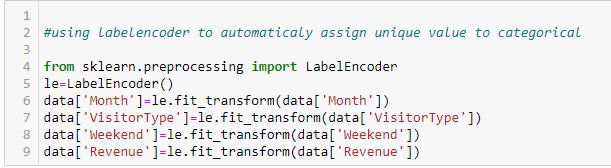 1
2 #using labelencoder to automaticaly assign unique value to categorical
3
4 from sklearn.preprocessing import LabelEncoder
5 le=LabelEncoder()
6 data['Month']=le.fit_transform(data['Month'])
7 data['VisitorType']=le.fit_transform(data['VisitorType'])
8 data['Weekend']=le.fit_transform(data['Weekend'])
9 data['Revenue']=le.fit_transform(data['Revenue'])